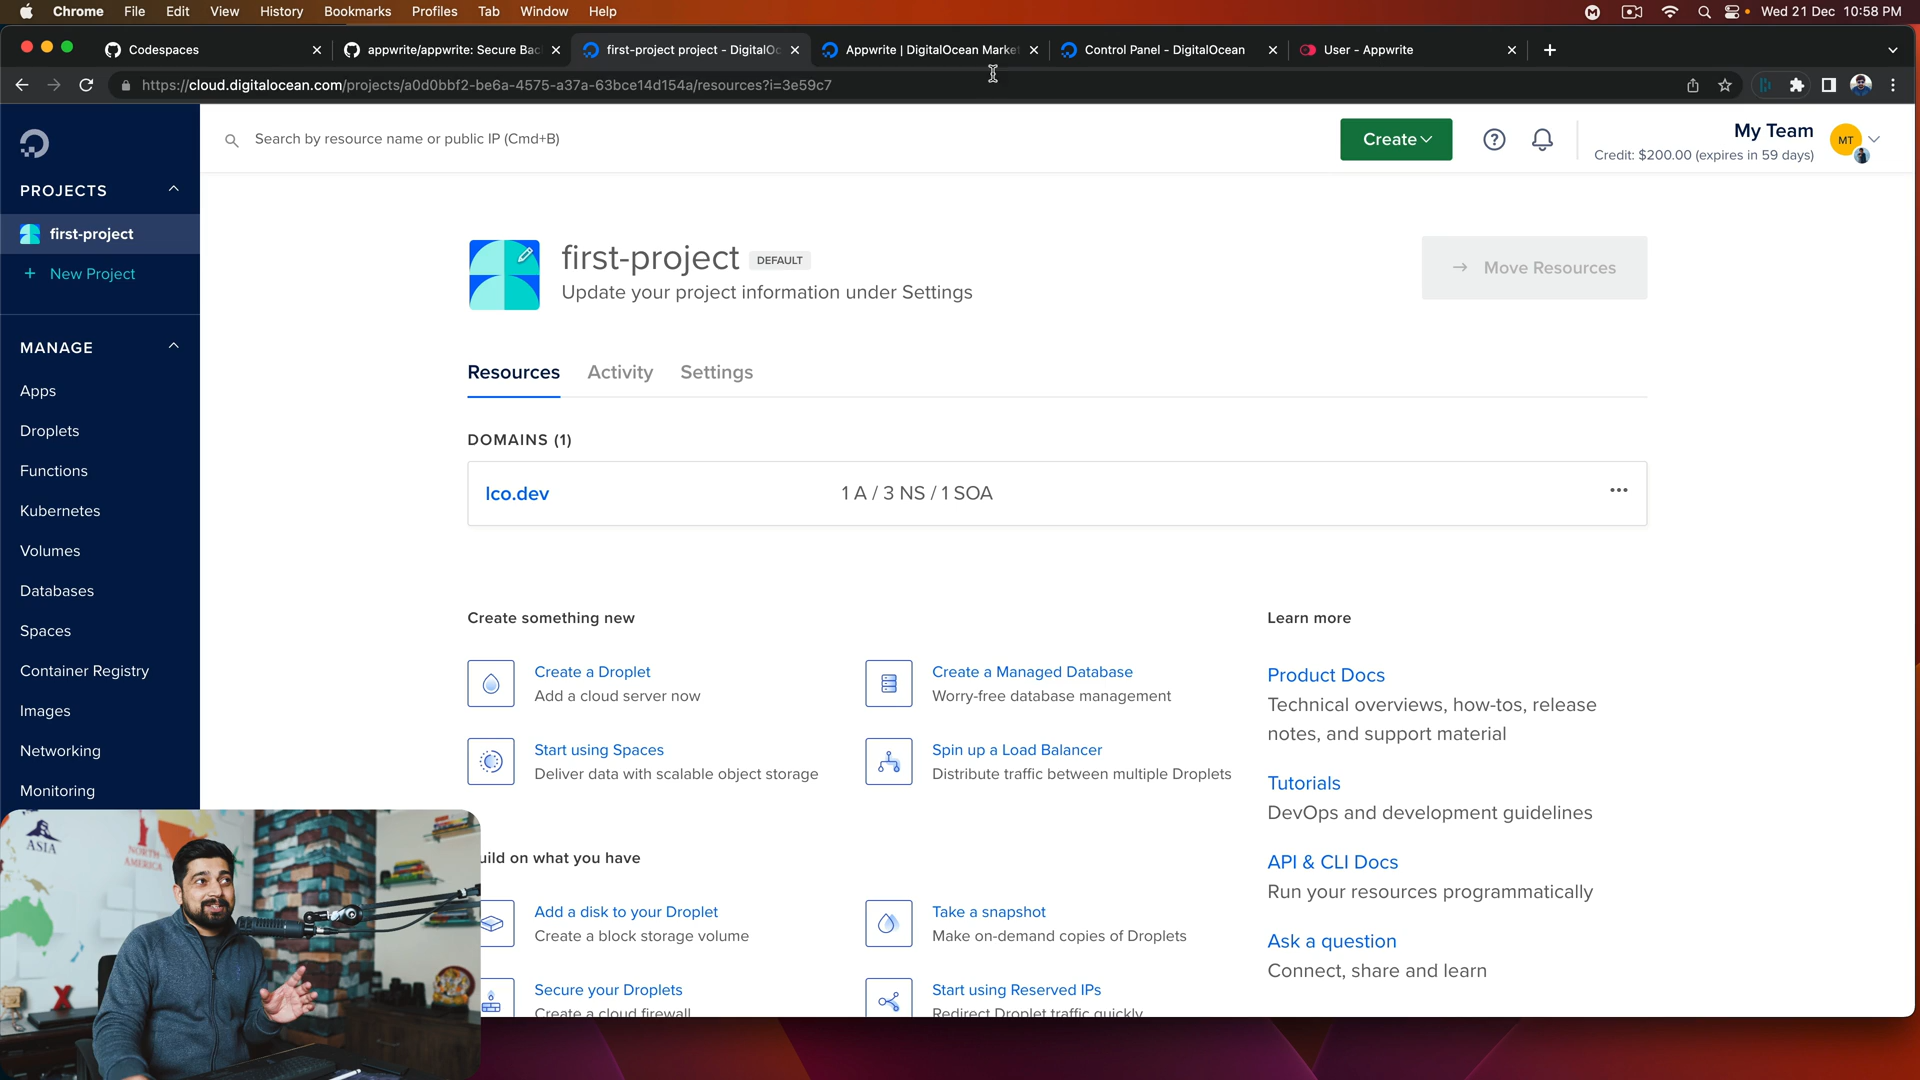 Chrome File Edit View History Bookmarks Profiles Tab Window Help
Wed 21 Dec 10:58 PM
Codespaces
appwrite/appwrite: Secure Bac
first-project project - DigitalOc
Appwrite | DigitalOcean Market
Control Panel - DigitalOcean
User - Appwrite
https://cloud.digitalocean.com/projects/a0d0bbf2-be6a-4575-a37a-63bce14d154a/resources?i=3e59c7
Search by resource name or public IP (Cmd+B)
Create
My Team
Credit: $200.00 (expires in 59 days)
MT
PROJECTS
first-project
+ New Project
MANAGE
Apps
Droplets
Functions
Kubernetes
Volumes
Databases
Spaces
Container Registry
Images
Networking
Monitoring
first-project DEFAULT
Update your project information under Settings
→ Move Resources
Resources Activity Settings
DOMAINS (1)
lco.dev 1 A / 3 NS / 1 SOA
Create something new
Create a Droplet
Add a cloud server now
Create a Managed Database
Worry-free database management
Start using Spaces
Deliver data with scalable object storage
Spin up a Load Balancer
Distribute traffic between multiple Droplets
uild on what you have
Add a disk to your Droplet
Create a block storage volume
Take a snapshot
Make on-demand copies of Droplets
Secure your Droplets
Create a cloud firewall
Start using Reserved IPs
Redirect Droplet traffic quickly
Learn more
Product Docs
Technical overviews, how-tos, release
notes, and support material
Tutorials
DevOps and development guidelines
API & CLI Docs
Run your resources programmatically
Ask a question
Connect, share and learn
ASIA
NORTH
AMERICA